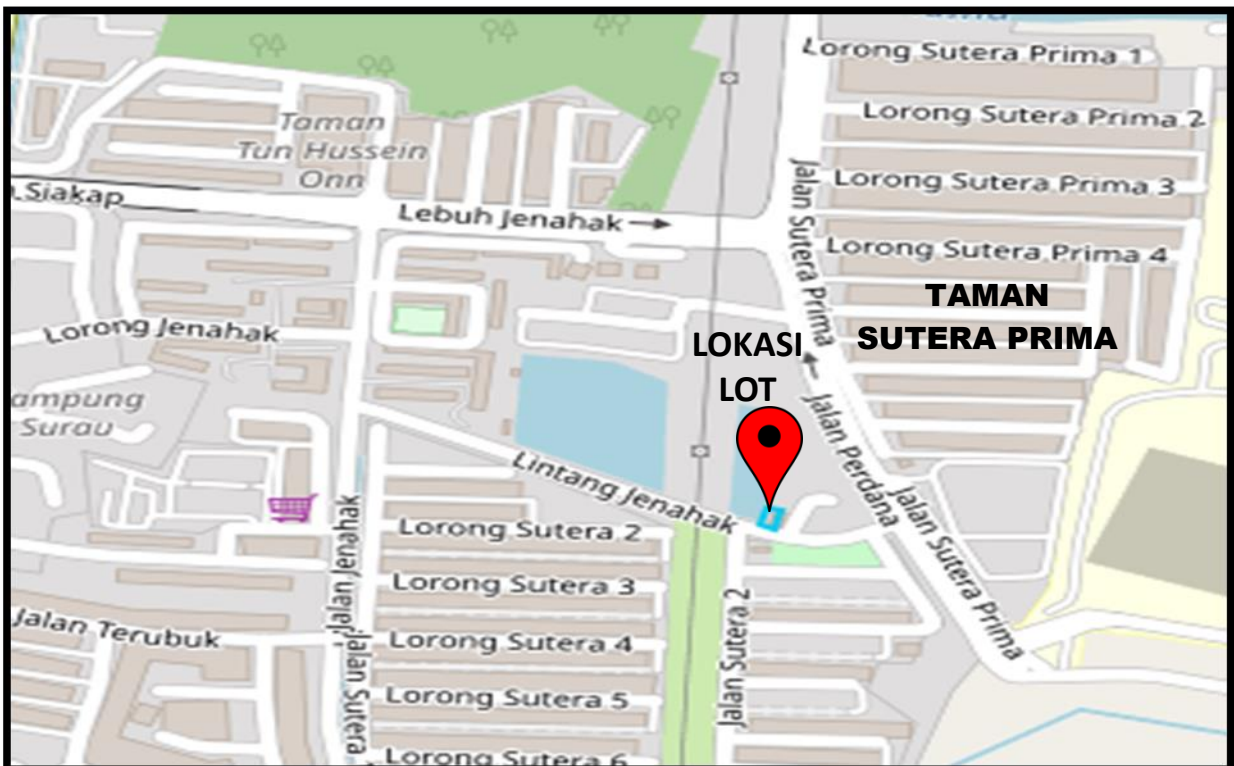 Lorong Sutera Prima 1
Lorong Sutera Prima 2
Taman
Tun Hussein
Onn
Jalan Sutera Prima
Lorong Sutera Prima 3
Siakap
Lebuh Jenahak
Lorong Sutera Prima 4
TAMAN
SUTERA PRIMA
Lorong Jenahak
LOKASI
LOT
ampung
Surau
Jalan Perdana
Lintang Jenahak
Jalan Sutera Prima
Jalan Jenahak
Lorong Sutera 2
Lorong Sutera 3
Jalan Sutera 2
Jalan Terubuk
Lorong Sutera 4
Jalan Sutera
Lorong Sutera 5
Lorong Sutera 6